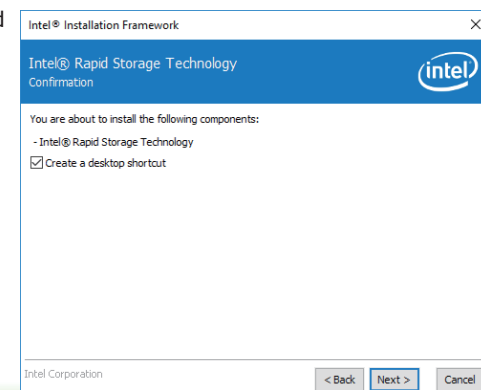 Intel® Installation Framework
Intel® Rapid Storage Technology
Confirmation
intel
You are about to install the following components:
- Intel® Rapid Storage Technology
Create a desktop shortcut
Intel Corporation
< Back Next > Cancel